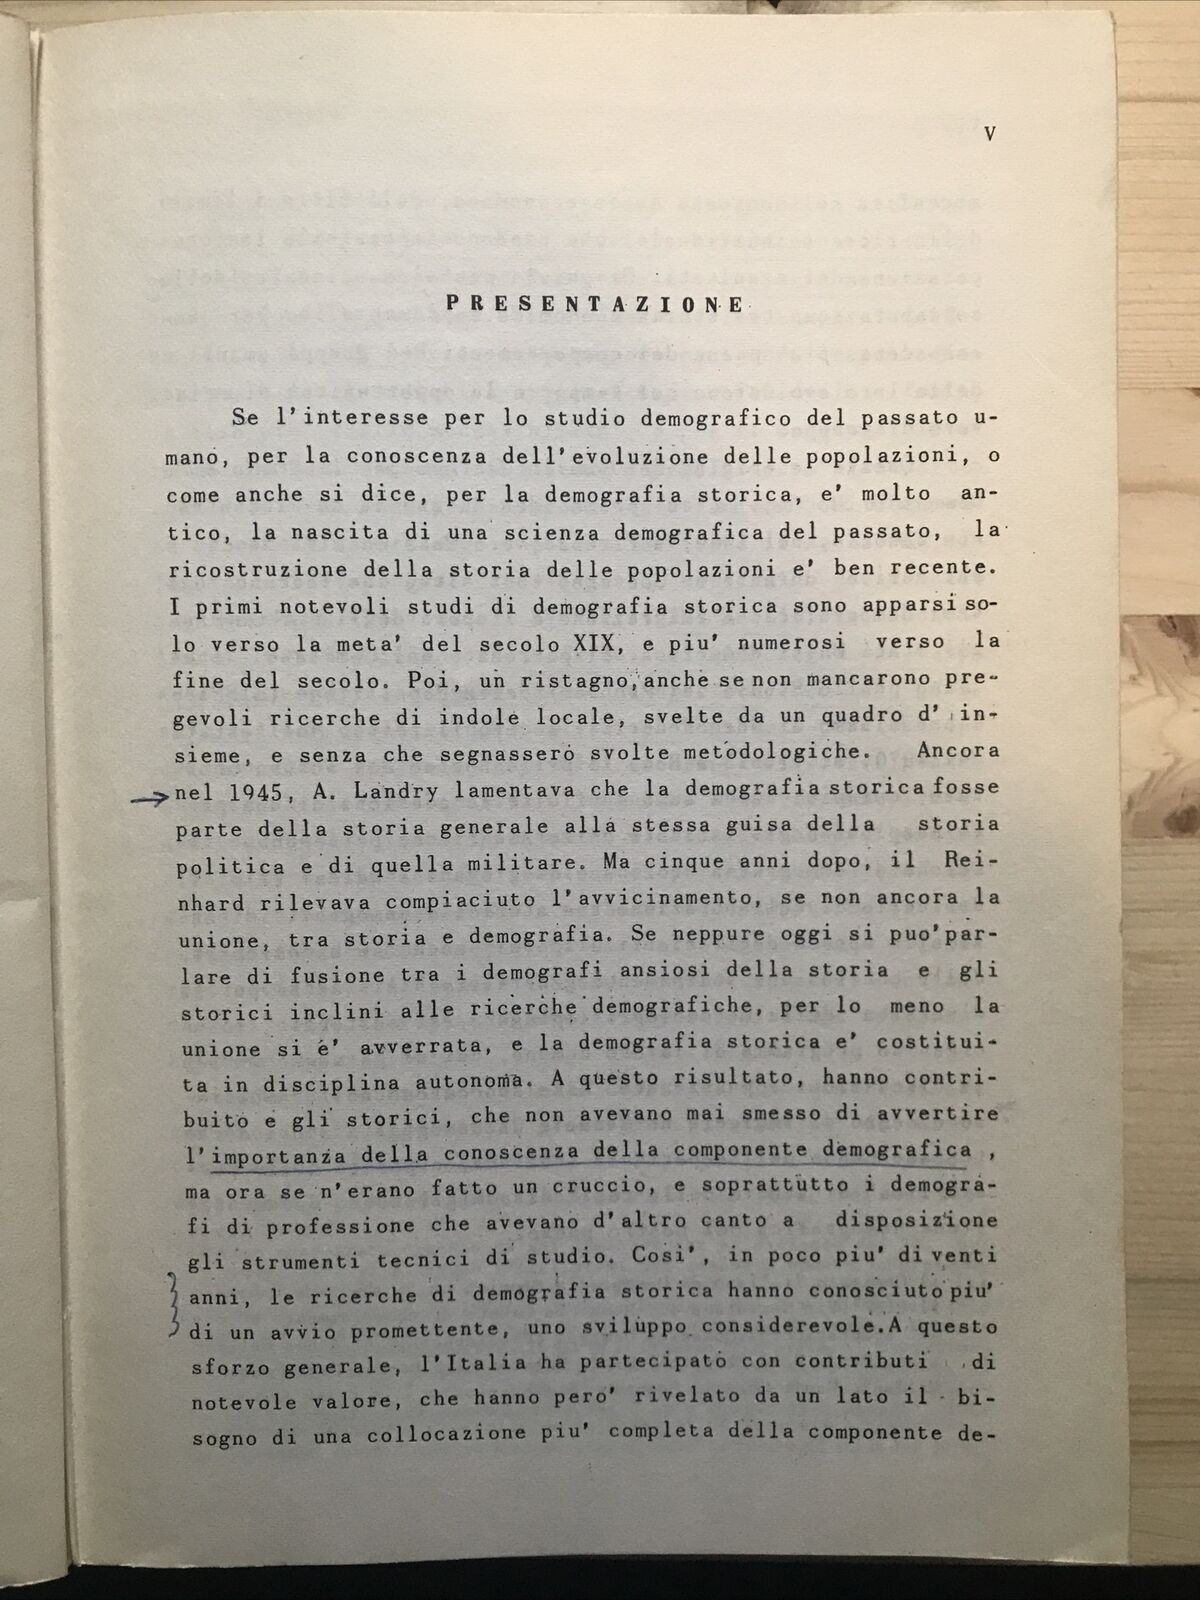 V
PRESENTAZIONE
Se l'interesse per lo studio demografico del passato u-
mano, per la conoscenza dell'evoluzione delle popolazioni, o
come anche si dice, per la demografia storica, e' molto an-
tico, la nascita di una scienza demografica del passato, la
ricostruzione della storia delle popolazioni e' ben recente.
I primi notevoli studi di demografia storica sono apparsi so-
lo verso la meta' del secolo XIX, e piu' numerosi verso la
fine del secolo. Poi, un ristagno, anche se non mancarono pre-
gevoli ricerche di indole locale, svelte da un quadro d' in-
sieme, e senza che segnassero svolte metodologiche. Ancora
nel 1945, A. Landry lamentava che la demografia storica fosse
parte della storia generale alla stessa guisa della storia
politica e di quella militare. Ma cinque anni dopo, il Rei-
nhard rilevava compiaciuto l'avvicinamento, se non ancora la
unione, tra storia e demografia. Se neppure oggi si puo' par-
lare di fusione tra i demografi ansiosi della storia e gli
storici inclini alle ricerche demografiche, per lo meno la
unione si e' avverrata, e la demografia storica e' costitui-
ta in disciplina autonoma. A questo risultato, hanno contri-
buito e gli storici, che non avevano mai smesso di avvertire
l'importanza della conoscenza della componente demografica ,
ma ora se n'erano fatto un cruccio, e soprattutto i demogra-
fi di professione che avevano d'altro canto a disposizione
gli strumenti tecnici di studio. Cosi', in poco piu' di venti
anni, le ricerche di demografia storica hanno conosciuto piu'
di un avvio promettente, uno sviluppo considerevole. A questo
sforzo generale, l'Italia ha partecipato con contributi di
notevole valore, che hanno pero' rivelato da un lato il bi-
sogno di una collocazione piu' completa della componente de-